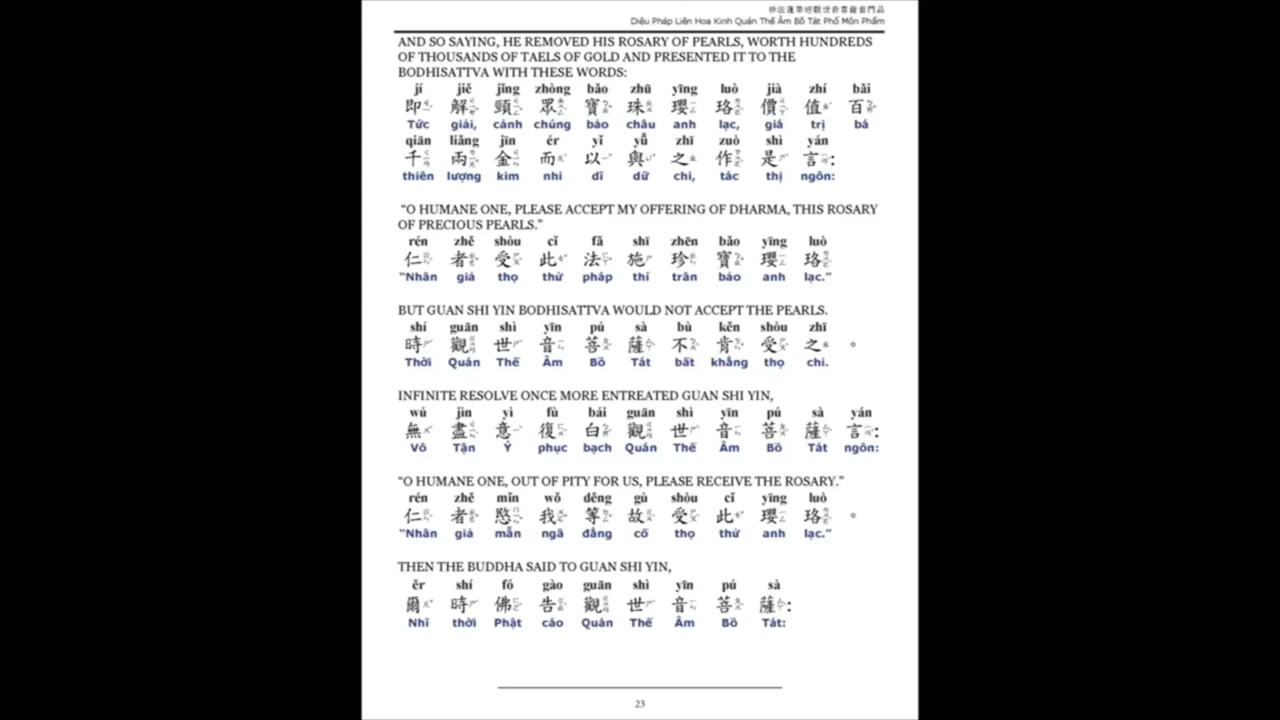 妙法蓮華經觀世音菩薩普門品
Diệu Pháp Liên Hoa Kinh Quán Thế Âm Bồ Tát Phổ Môn Phẩm
AND SO SAYING, HE REMOVED HIS ROSARY OF PEARLS, WORTH HUNDREDS
OF THOUSANDS OF TAELS OF GOLD AND PRESENTED IT TO THE
BODHISATTVA WITH THESE WORDS:
jí jiě jǐng zhòng bǎo zhū yīng luò jià zhí bǎi
即 解 頸 眾 寶 珠 瓔 珞 價 值 百
Tức giải, cảnh chúng bảo châu anh lạc, giá trị bá
qiān liǎng jīn ér yǐ yǔ zhī zuò shì yán
千 兩 金 而 以 與 之 作 是 言:
thiên lượng kim nhi dĩ dữ chi, tác thị ngôn:
“O HUMANE ONE, PLEASE ACCEPT MY OFFERING OF DHARMA, THIS ROSARY
OF PRECIOUS PEARLS.”
rén zhě shòu cǐ fǎ shī zhēn bǎo yīng luò
仁 者 受 此 法 施 珍 寶 瓔 珞
“Nhân giả thọ thử pháp thí trân bảo anh lạc.”
BUT GUAN SHI YIN BODHISATTVA WOULD NOT ACCEPT THE PEARLS.
shí guān shì yīn pú sà bù kěn shòu zhī
時 觀 世 音 菩 薩 不 肯 受 之 。
Thời Quán Thế Âm Bồ Tát bất khẳng thọ chi.
INFINITE RESOLVE ONCE MORE ENTREATED GUAN SHI YIN,
wú jìn yì fù bái guān shì yīn pú sà yán
無 盡 意 復 白 觀 世 音 菩 薩 言:
Vô Tận Ý phục bạch Quán Thế Âm Bồ Tát ngôn:
“O HUMANE ONE, OUT OF PITY FOR US, PLEASE RECEIVE THE ROSARY.”
rén zhě mǐn wǒ děng gù shòu cǐ yīng luò
仁 者 愍 我 等 故 受 此 瓔 珞 。
“Nhân giả mẫn ngã đẳng cố thọ thử anh lạc.”
THEN THE BUDDHA SAID TO GUAN SHI YIN,
ěr shí fó gào guān shì yīn pú sà
爾 時 佛 告 觀 世 音 菩 薩:
Nhĩ thời Phật cáo Quán Thế Âm Bồ Tát:
23